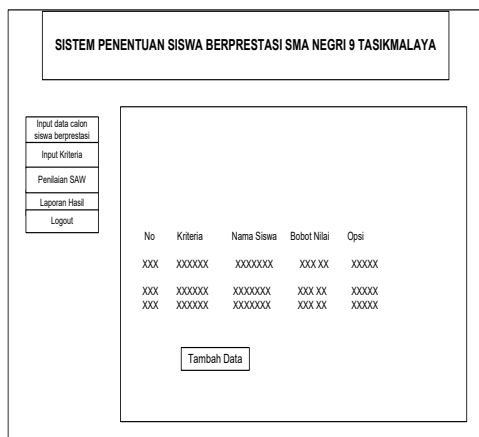 SISTEM PENENTUAN SISWA BERPRESTASI SMA NEGRI 9 TASIKMALAYA
Input data calon
siswa berprestasi
Input Kriteria
Penilaian SAW
Laporan Hasil
Logout
No Kriteria Nama Siswa Bobot Nilai Opsi
XXX XXXXXX XXXXXXX XXX XX XXXXX
XXX XXXXXX XXXXXXX XXX XX XXXXX
XXX XXXXXX XXXXXXX XXX XX XXXXX
Tambah Data